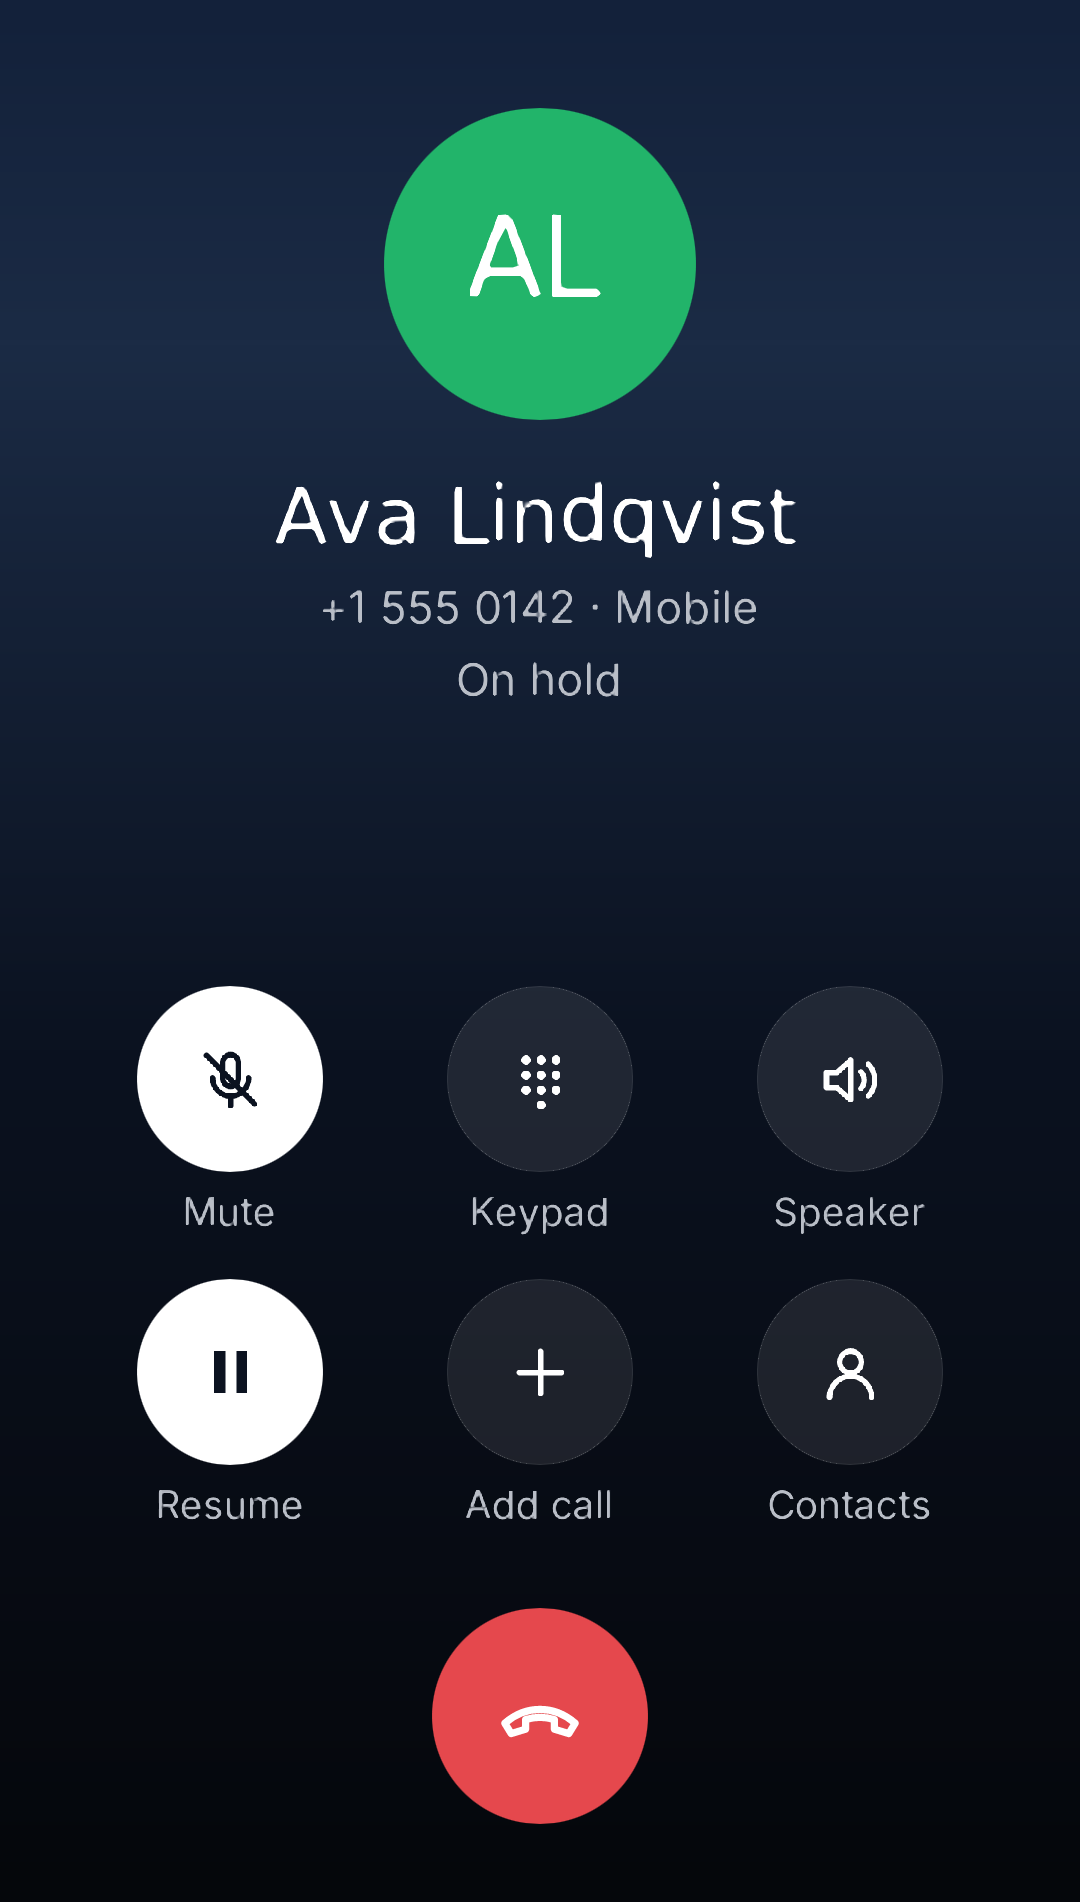 AL
Ava Lindqvist
+1 555 0142 · Mobile
On hold
Mute Keypad Speaker
Resume Add call Contacts